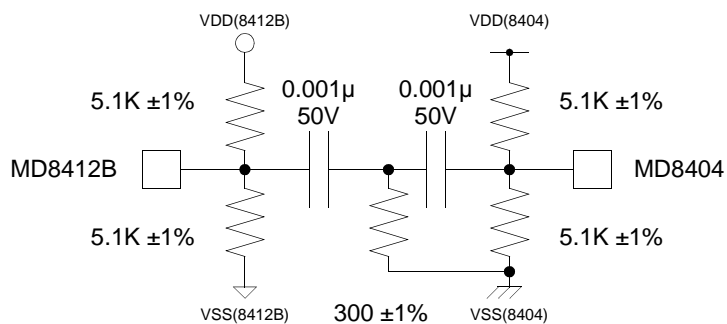 VDD(8412B)
VDD(8404)
5.1K ±1%
0.001µ
50V
0.001µ
50V
5.1K ±1%
MD8412B
MD8404
5.1K ±1%
5.1K ±1%
VSS(8412B)
300 ±1%
VSS(8404)